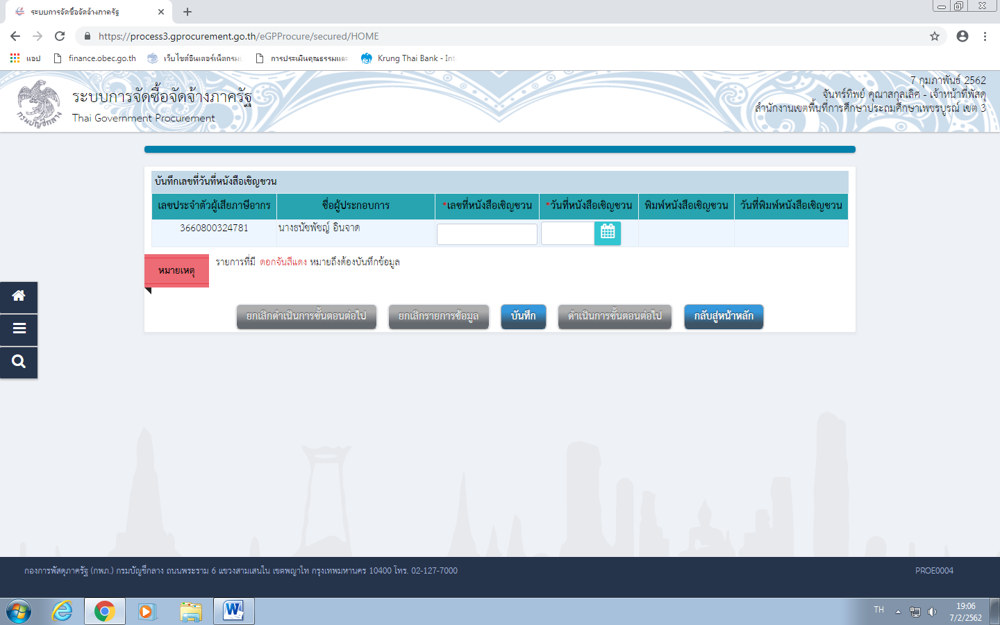 ระบบการจัดซื้อจัดจ้างภาครัฐ
https://process3.gprocurement.go.th/eGPProcure/secured/HOME
แอป
finance.obec.go.th
เว็บไซต์อินเตอร์เน็ตกรม
การประเมินคุณธรรมและ
Krung Thai Bank - Int
ระบบการจัดซื้อจัดจ้างภาครัฐ
Thai Government Procurement
กรมบัญชีกลาง
7 กุมภาพันธ์ 2562
จันทร์ทิพย์ คุณาสกุลเลิศ - เจ้าหน้าที่พัสดุ
สำนักงานเขตพื้นที่การศึกษาประถมศึกษาเพชรบูรณ์ เขต 3
บันทึกเลขที่วันที่หนังสือเชิญชวน
เลขประจำตัวผู้เสียภาษีอากร ชื่อผู้ประกอบการ *เลขที่หนังสือเชิญชวน *วันที่หนังสือเชิญชวน พิมพ์หนังสือเชิญชวน วันที่พิมพ์หนังสือเชิญชวน
3660800324781 นางธนัชพัชญ์ อินจาด
หมายเหตุ
รายการที่มี ดอกจันสีแดง หมายถึงต้องบันทึกข้อมูล
ยกเลิกดำเนินการขั้นตอนต่อไป
ยกเลิกรายการข้อมูล
บันทึก
ดำเนินการขั้นตอนต่อไป
กลับสู่หน้าหลัก
กองการพัสดุภาครัฐ (กพภ.) กรมบัญชีกลาง ถนนพระราม 6 แขวงสามเสนใน เขตพญาไท กรุงเทพมหานคร 10400 โทร. 02-127-7000
PROE0004
TH
19:06
7/2/2562